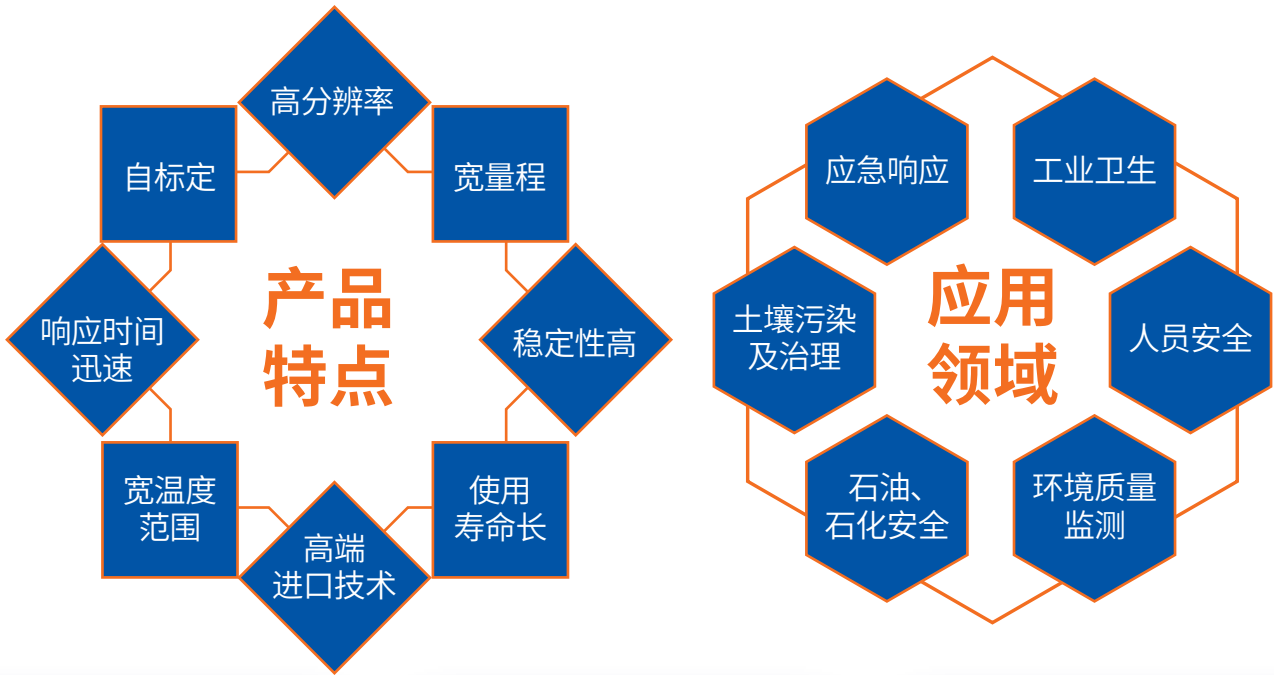 产品
特点
高分辨率
宽量程
稳定性高
使用
寿命长
高端
进口技术
宽温度
范围
响应时间
迅速
自标定
应用
领域
应急响应
工业卫生
人员安全
环境质量
监测
石油、
石化安全
土壤污染
及治理